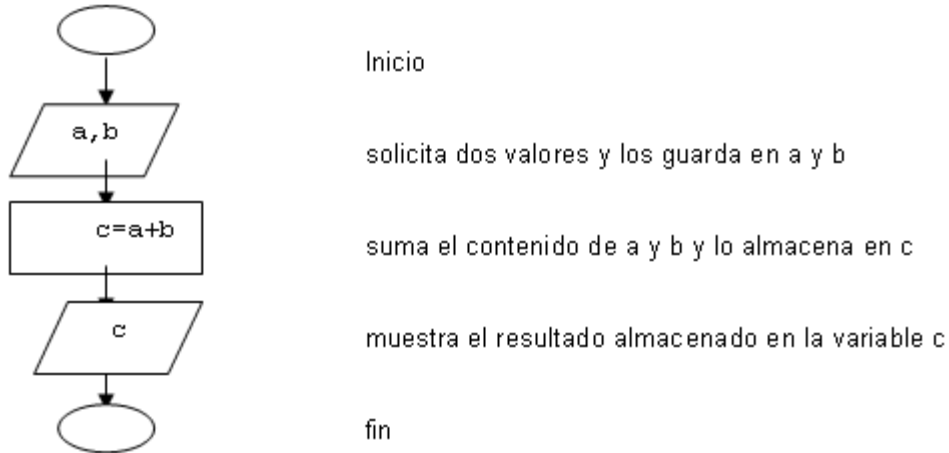 Inicio
a,b
solicita dos valores y los guarda en a y b
c=a+b
suma el contenido de a y b y lo almacena en c
c
muestra el resultado almacenado en la variable c
fin